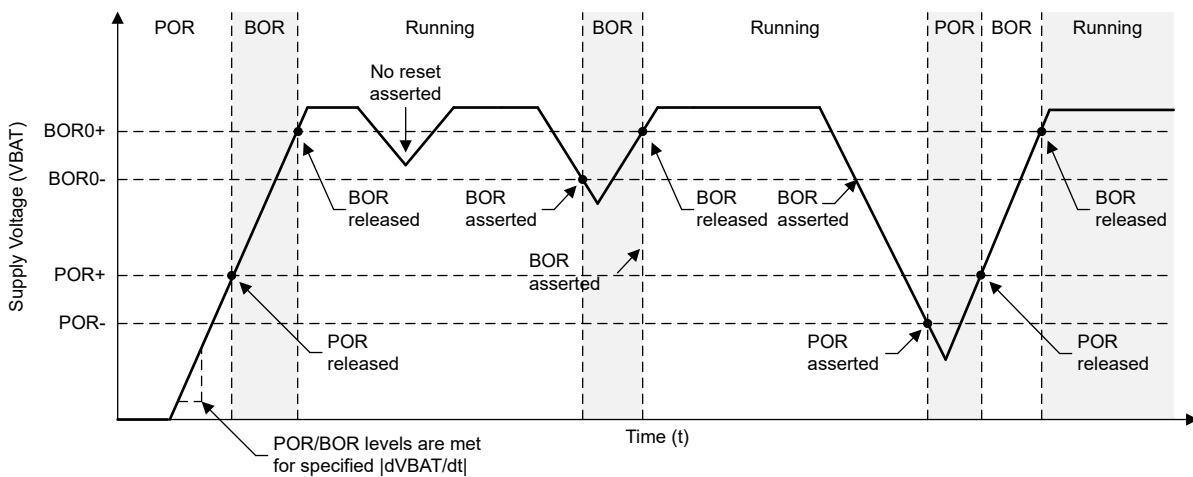 POR
BOR
Running
BOR
Running
POR
BOR
Running
No reset
asserted
Supply Voltage (VBAT)
BOR0+
BOR0-
POR+
POR-
BOR
released
BOR
asserted
BOR
released
BOR
asserted
BOR
released
BOR
asserted
POR
released
POR
asserted
POR
released
POR/BOR levels are met
for specified |dVBAT/dt|
Time (t)